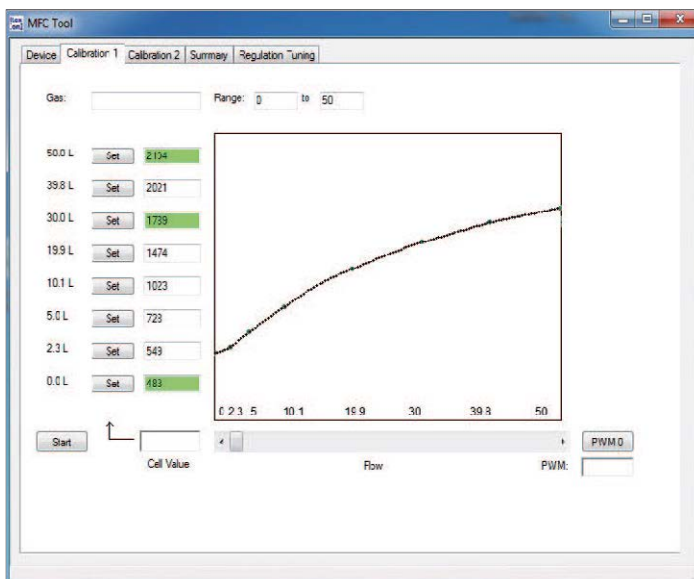 MFC Tool
Device Calibration 1 Calibration 2 Summary Regulation Tuning
Gas: Range: 0 to 50
50.0 L Set
39.8 L Set 2021
30.0 L Set 1739
19.9 L Set 1474
10.1 L Set 1023
5.0 L Set 723
2.3 L Set 543
0.0 L Set 483
0 2.3 5 10.1 19.9 30 39.8 50
Start PWM 0
Cell Value Flow PWM: